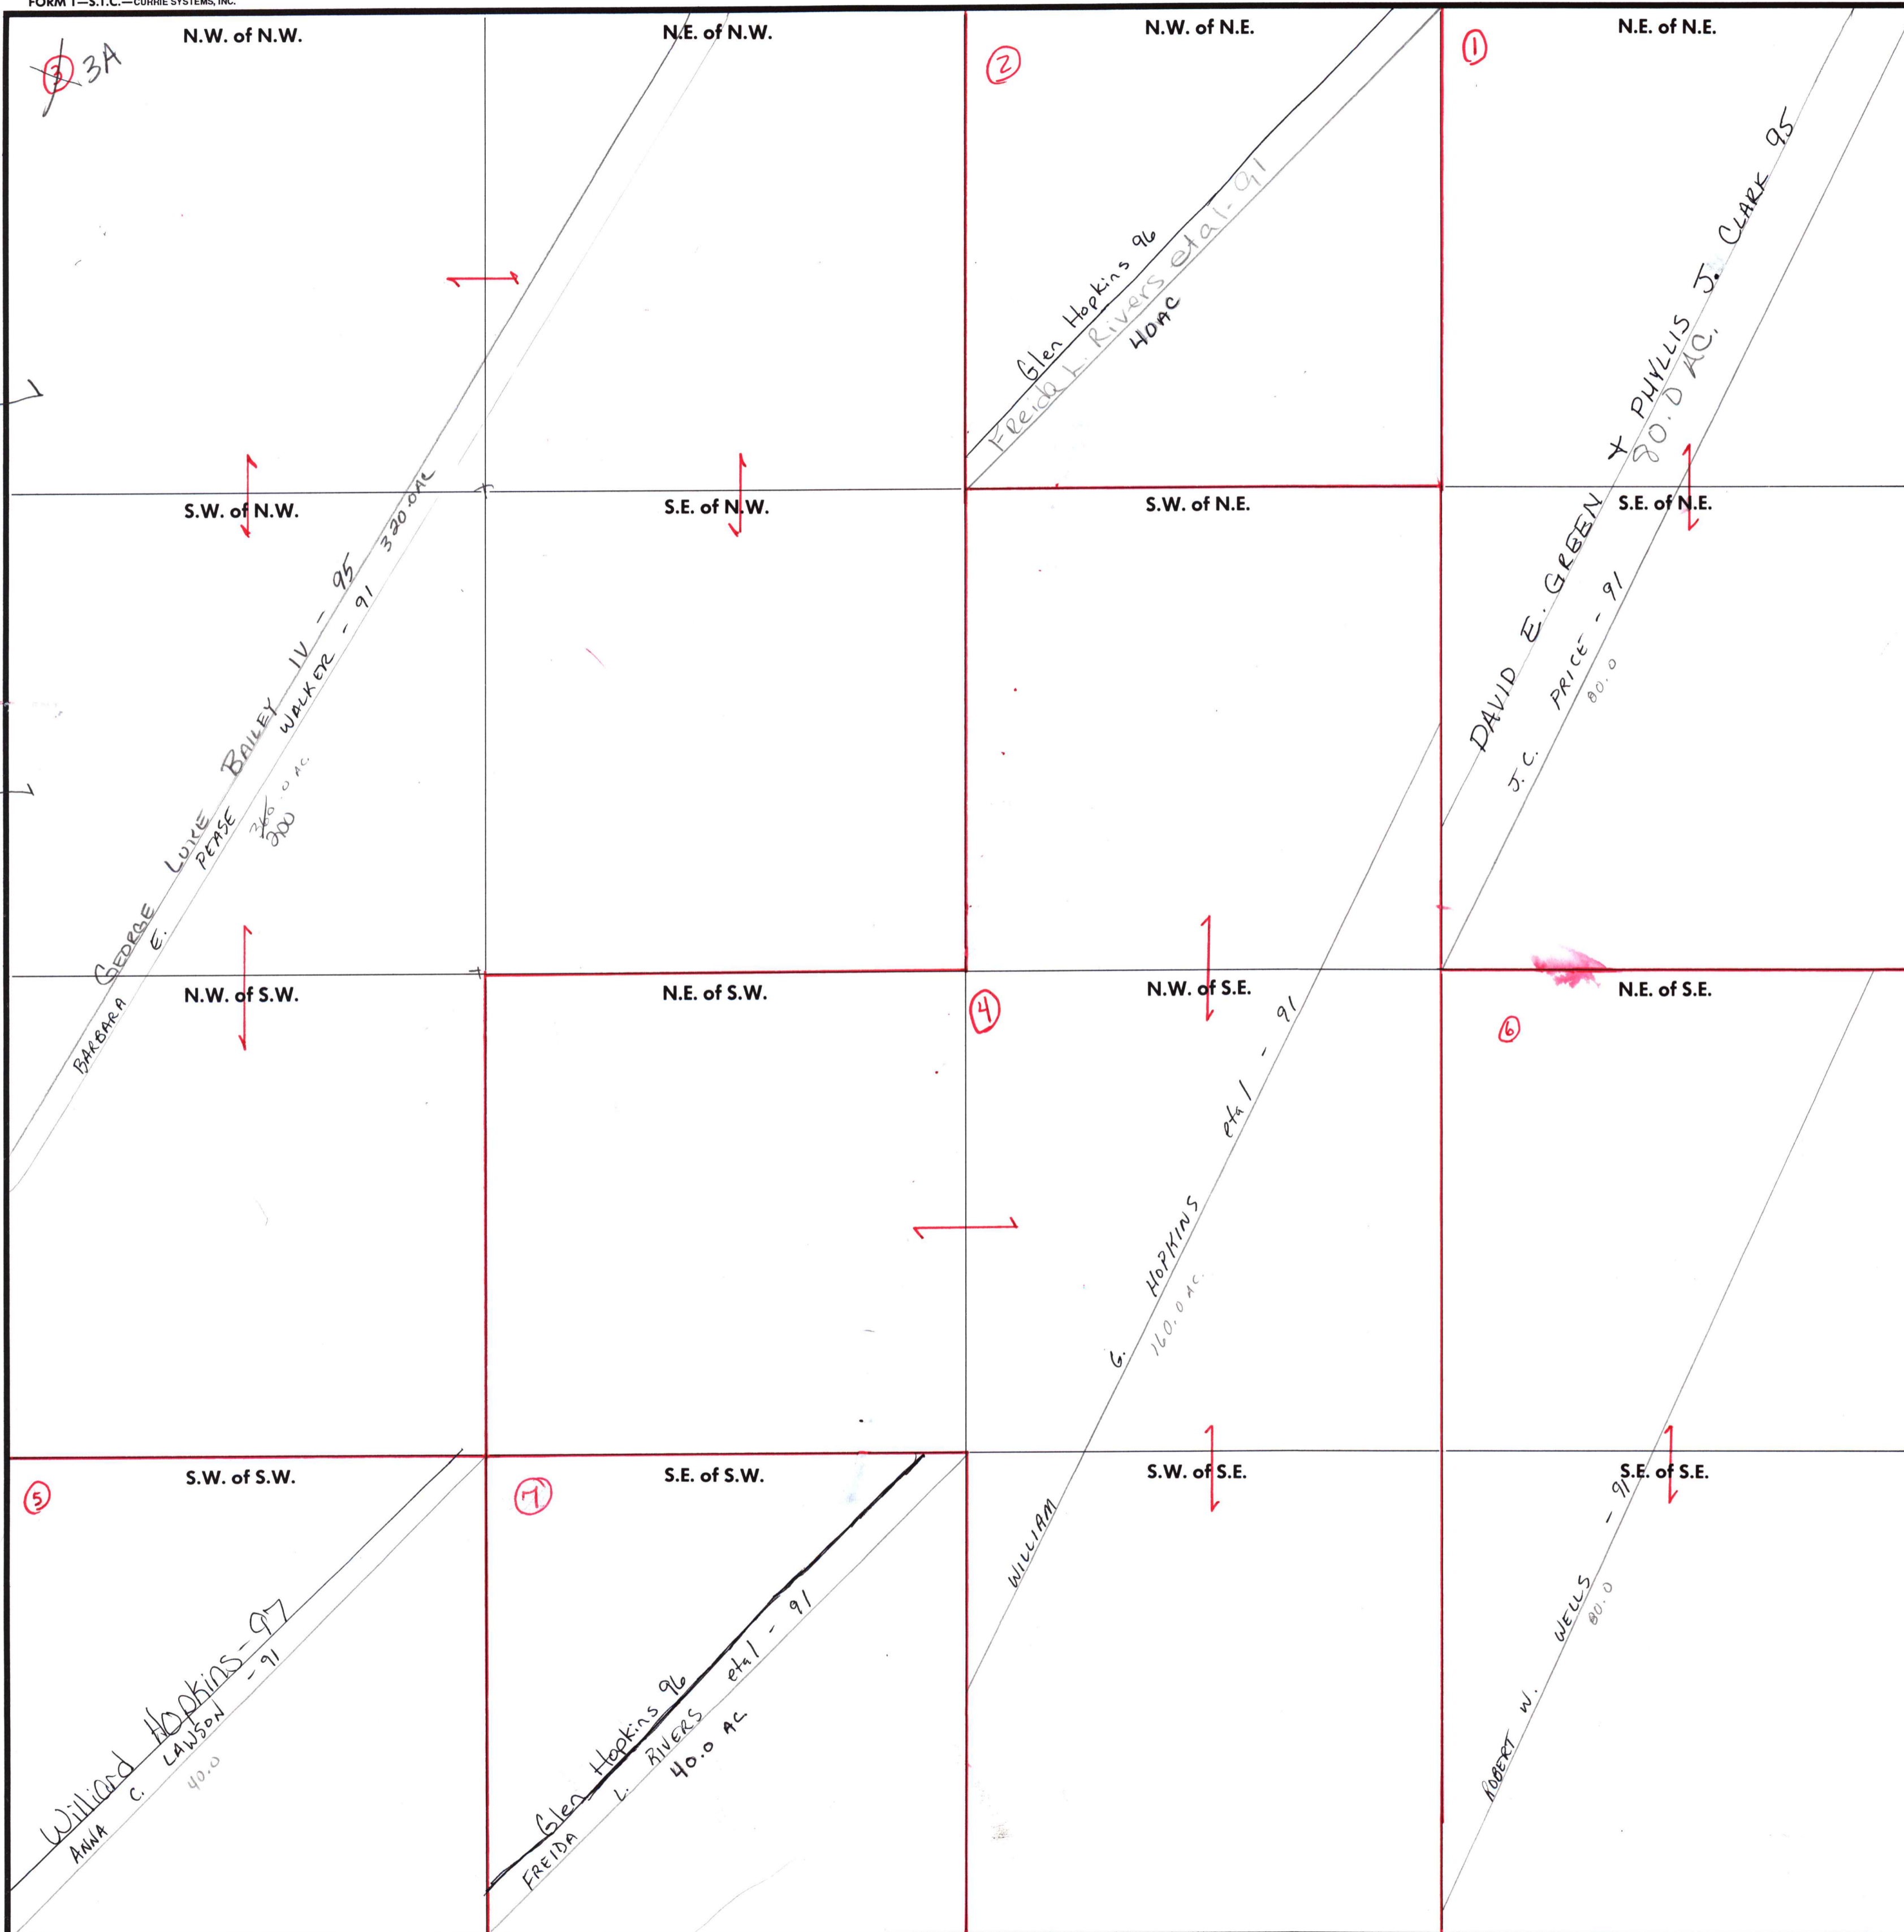 FORM 1—S.T.C.—CURRIE SYSTEMS, INC.
N.W. of N.W.
N.E. of N.W.
N.W. of N.E.
N.E. of N.E.
3 3A
2
1
Glen Hopkins 96
Freida L. Rivers etal - 91
40AC
DAVID E. GREEN & PHYLLIS J. CLARK 95
80.0 AC.
J.C. PRICE - 91
80.0
S.W. of N.W.
S.E. of N.W.
S.W. of N.E.
S.E. of N.E.
GEORGE LUKE BAILEY IV - 95
320.0AC
BARBARA E. PEASE WALKER - 91
360.0 AC.
200
N.W. of S.W.
N.E. of S.W.
N.W. of S.E.
N.E. of S.E.
4
6
WILLIAM G. HOPKINS etal - 91
160.0 AC.
S.W. of S.W.
S.E. of S.W.
S.W. of S.E.
S.E. of S.E.
5
7
Williard Hopkins - 97
ANNA C. LAWSON - 91
40.0
Glen Hopkins 96
FREIDA L. RIVERS etal - 91
40.0 AC
ROBERT W. WELLS - 91
80.0